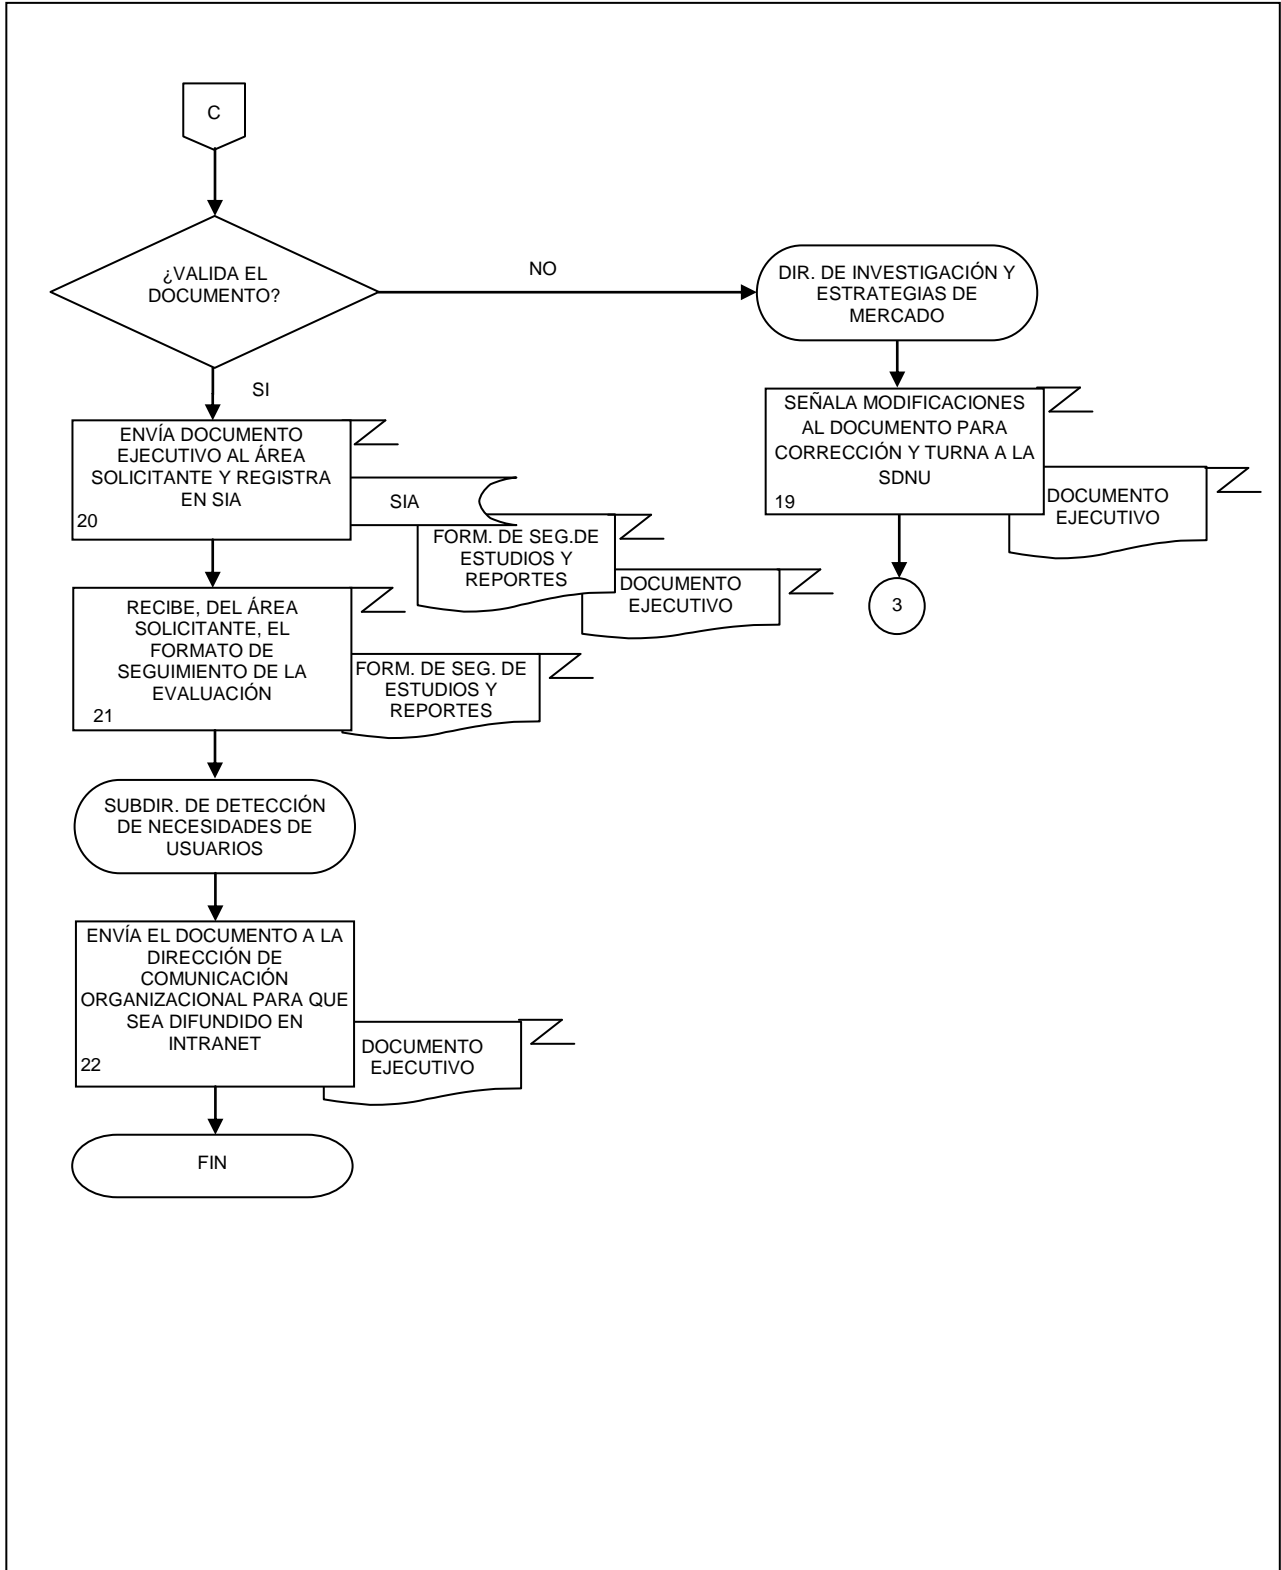 C
¿VALIDA EL
DOCUMENTO?
NO
DIR. DE INVESTIGACIÓN Y
ESTRATEGIAS DE
MERCADO
SI
SEÑALA MODIFICACIONES
AL DOCUMENTO PARA
CORRECCIÓN Y TURNA A LA
SDNU
19
DOCUMENTO
EJECUTIVO
3
ENVÍA DOCUMENTO
EJECUTIVO AL ÁREA
SOLICITANTE Y REGISTRA
EN SIA
20
SIA
FORM. DE SEG.DE
ESTUDIOS Y
REPORTES
DOCUMENTO
EJECUTIVO
RECIBE, DEL ÁREA
SOLICITANTE, EL
FORMATO DE
SEGUIMIENTO DE LA
EVALUACIÓN
21
FORM. DE SEG. DE
ESTUDIOS Y
REPORTES
SUBDIR. DE DETECCIÓN
DE NECESIDADES DE
USUARIOS
ENVÍA EL DOCUMENTO A LA
DIRECCIÓN DE
COMUNICACIÓN
ORGANIZACIONAL PARA QUE
SEA DIFUNDIDO EN
INTRANET
22
DOCUMENTO
EJECUTIVO
FIN